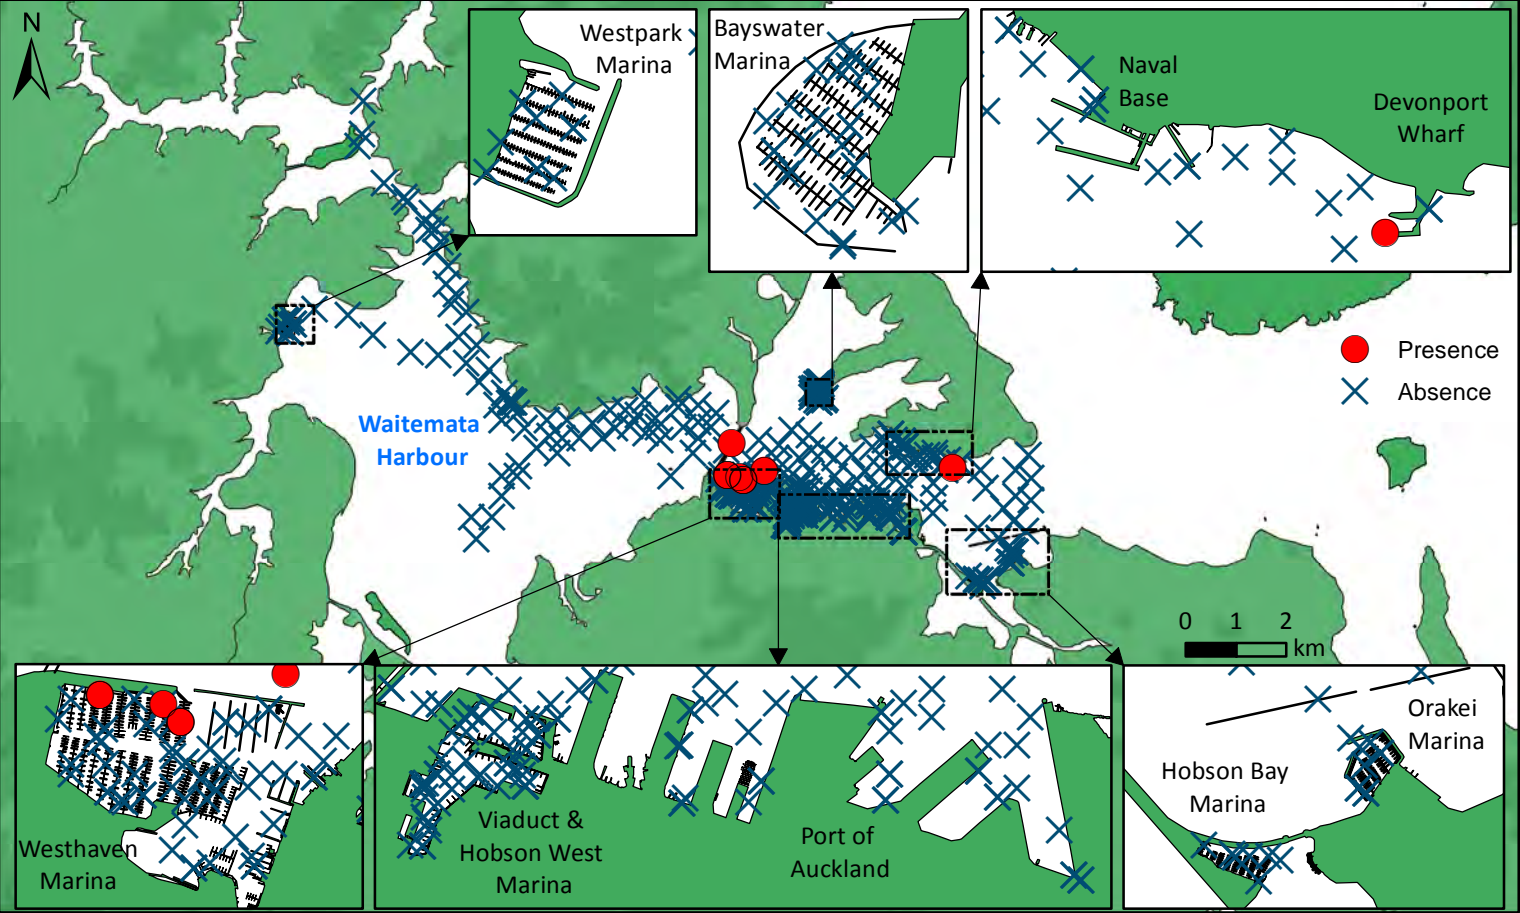 N
Westpark
Marina
Bayswater
Marina
Naval
Base
Devonport
Wharf
Presence
Absence
Waitemata
Harbour
0 1 2
km
Westhaven
Marina
Viaduct &
Hobson West
Marina
Port of
Auckland
Hobson Bay
Marina
Orakei
Marina